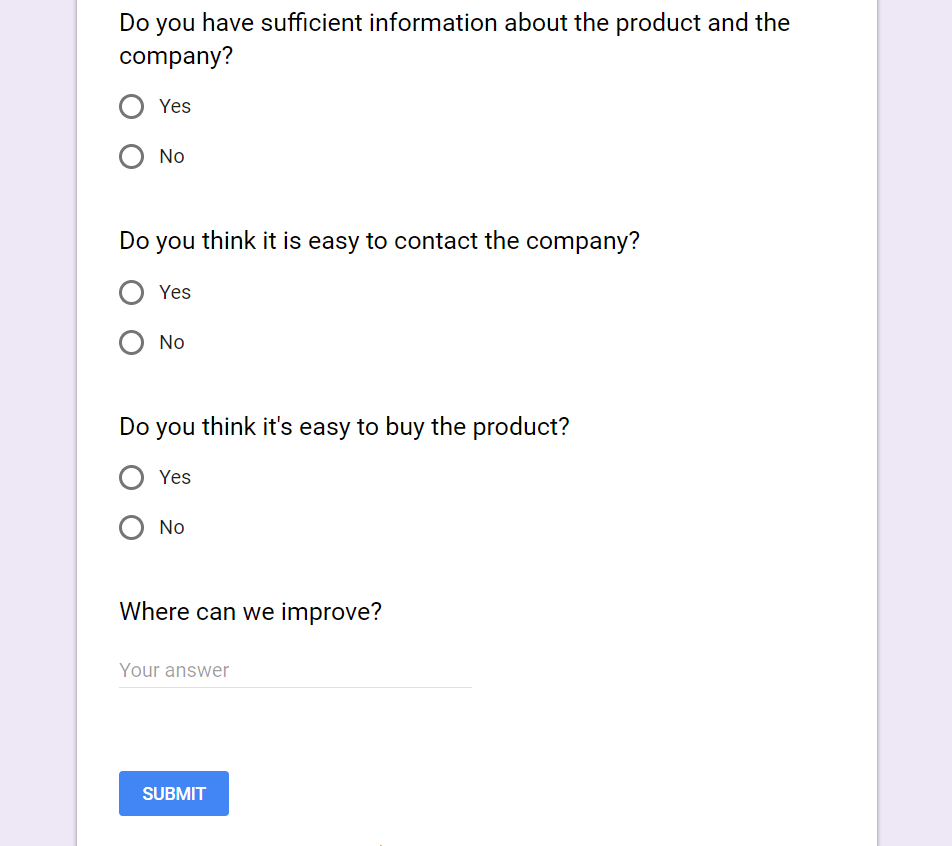 Do you have sufficient information about the product and the
company?
Yes
No
Do you think it is easy to contact the company?
Yes
No
Do you think it's easy to buy the product?
Yes
No
Where can we improve?
Your answer
SUBMIT